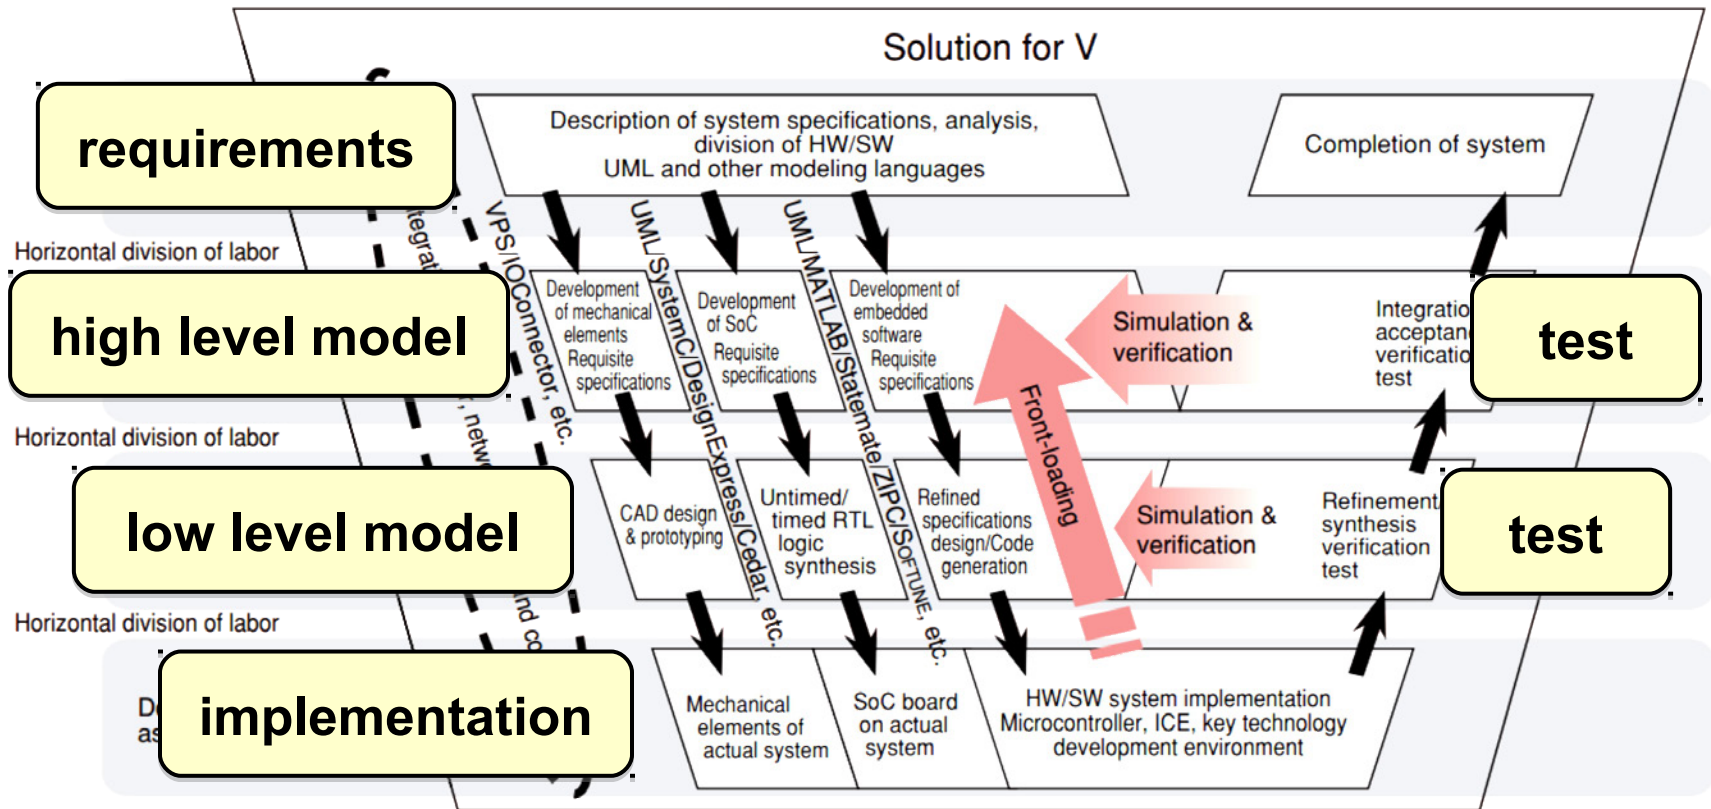 Solution for V
requirements
Description of system specifications, analysis,
division of HW/SW
UML and other modeling languages
Completion of system
Horizontal division of labor
VPS/IOConnector, etc.
UML/SystemC/DesignExpress/Cedar, etc.
UML/MATLAB/Statemate/ZIPC/SOFTUNE, etc.
high level model
Development
of mechanical
elements
Requisite
specifications
Development
of SoC
Requisite
specifications
Development of
embedded
software
Requisite
specifications
Simulation &
verification
acceptan
verificatio
test
test
Front-loading
Horizontal division of labor
low level model
CAD design
& prototyping
Untimed/
timed RTL
logic
synthesis
Refined
specifications
design/Code
generation
Simulation &
verification
Refinement
synthesis
verification
test
test
Horizontal division of labor
and
implementation
Mechanical
elements of
actual system
SoC board
on actual
system
HW/SW system implementation
Microcontroller, ICE, key technology
development environment